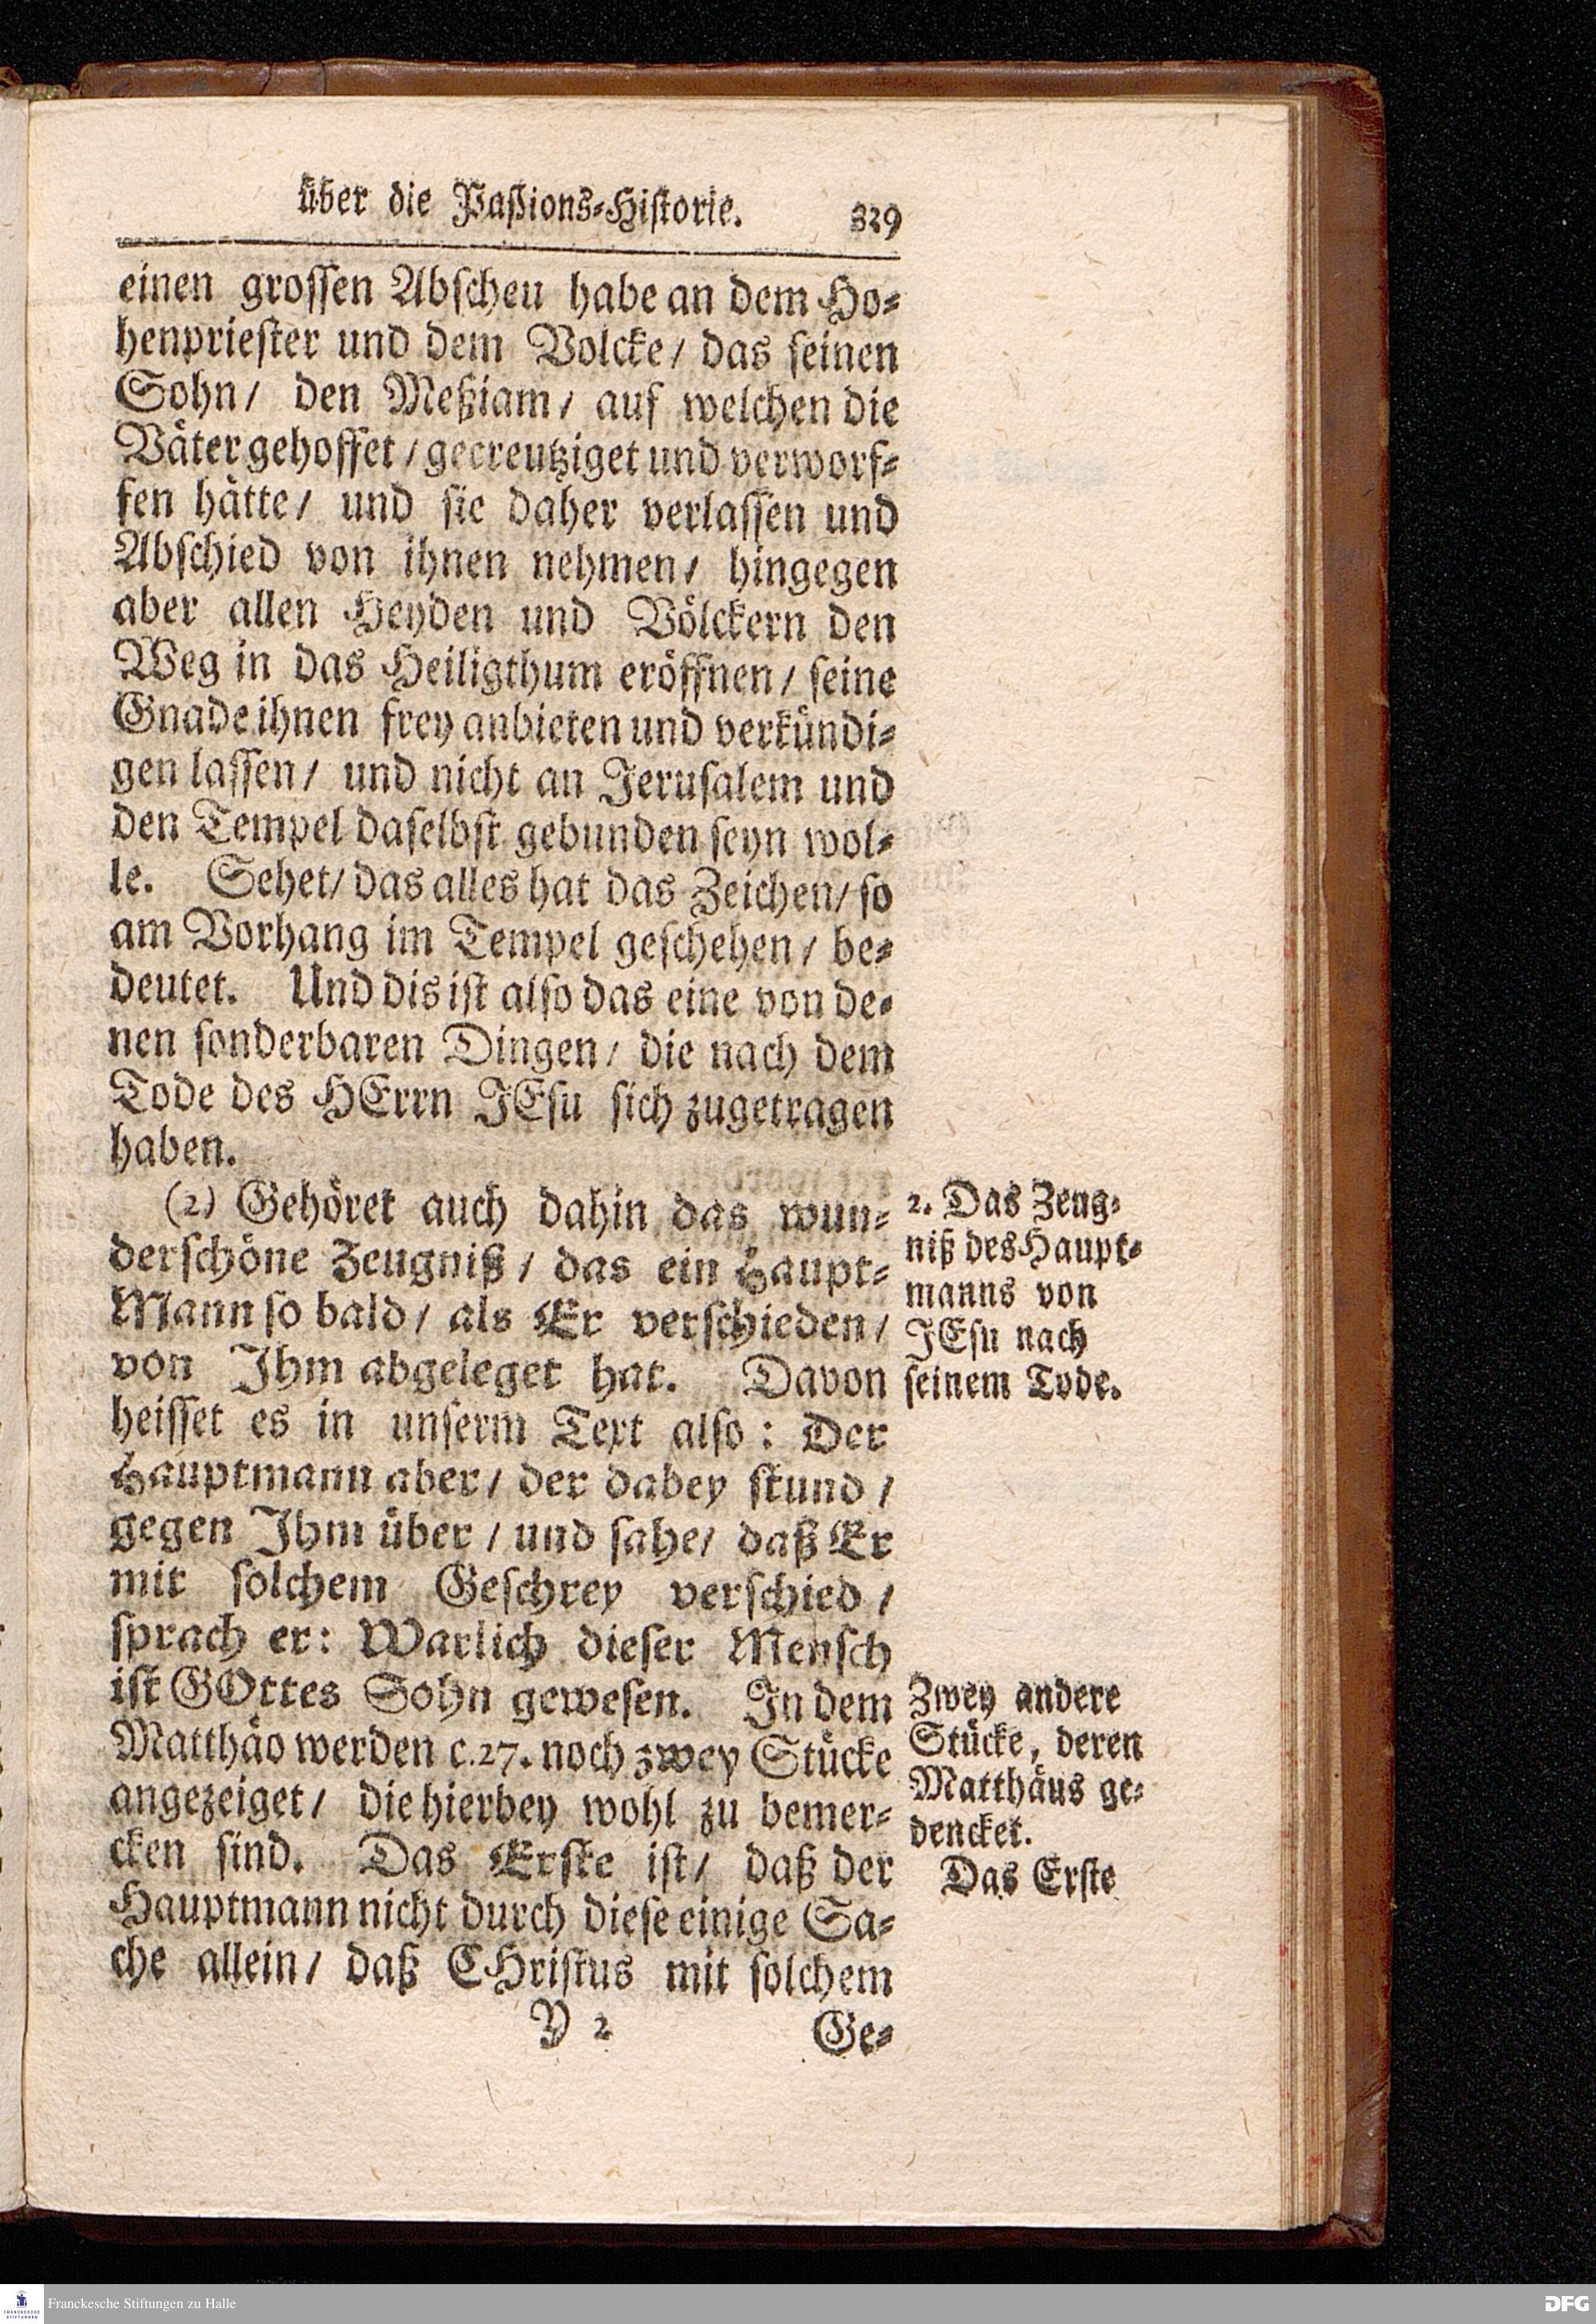 über die Paßions-Historie. 339
einen grossen Abscheu habe an dem Ho-
henpriester und dem Volcke/ das seinen
Sohn/ den Meßiam/ auf welchen die
Väter gehoffet/ gecreutziget und verworf-
fen hätte/ und sie daher verlassen und
Abschied von ihnen nehmen/ hingegen
aber allen Heyden und Völckern den
Weg in das Heiligthum eröffnen/ seine
Gnade ihnen frey anbieten und verkündi-
gen lassen/ und nicht an Jerusalem und
den Tempel daselbst gebunden seyn wol-
le. Sehet/ das alles hat das Zeichen/ so
am Vorhang im Tempel geschehen/ be-
deutet. Und dis ist also das eine von de-
nen sonderbaren Dingen/ die nach dem
Tode des HErrn JEsu sich zugetragen
haben.
(2) Gehöret auch dahin das wun-
derschöne Zeugniß/ das ein Haupt-
Mann so bald/ als Er verschieden/
von Ihm abgeleget hat. Davon
heisset es in unserm Text also: Der
Hauptmann aber/ der dabey stund/
gegen Ihm über/ und sahe/ daß Er
mit solchem Geschrey verschied/
sprach er: Warlich dieser Mensch
ist GOttes Sohn gewesen. In dem
Matthäo werden c.27. noch zwey Stücke
angezeiget/ die hierbey wohl zu bemer-
cken sind. Das Erste ist/ daß der
Hauptmann nicht durch diese einige Sa-
che allein/ daß CHristus mit solchem
Y 2 Ge-
2. Das Zeug-
niß des Haupt-
manns von
JEsu nach
seinem Tode.
Zwey andere
Stücke, deren
Matthäus ge-
dencket.
Das Erste
Franckesche Stiftungen zu Halle
FRANCKESCHE
STIFTUNGEN
DFG